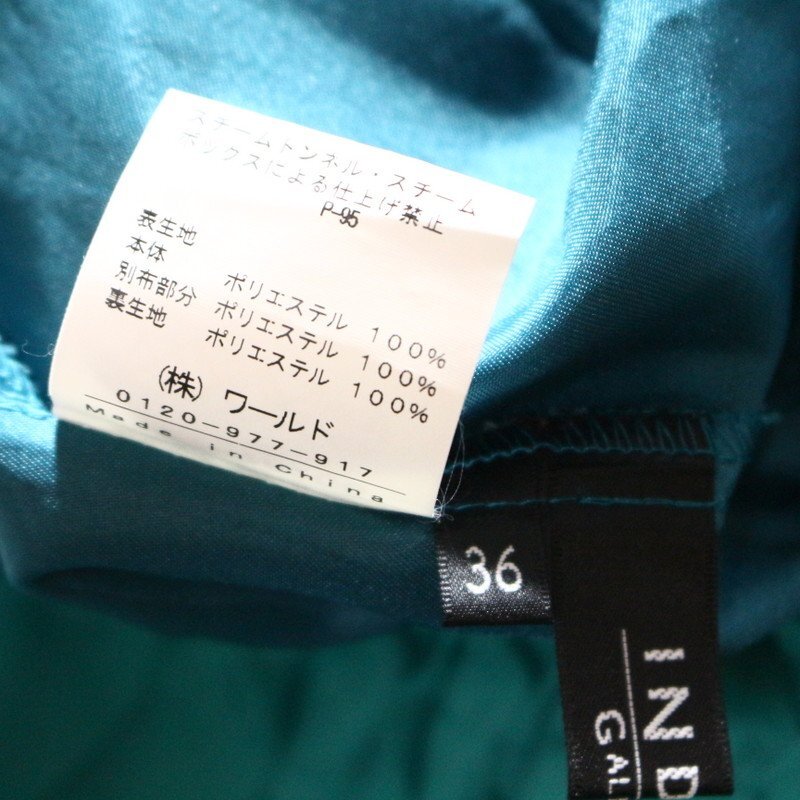 スチームトンネル・スチーム
ボックスによる仕上げ禁止
P-95
表生地
本体 ポリエステル 100%
別布部分 ポリエステル 100%
裏生地 ポリエステル 100%
(株) ワールド
0120-977-917
Made in China
36